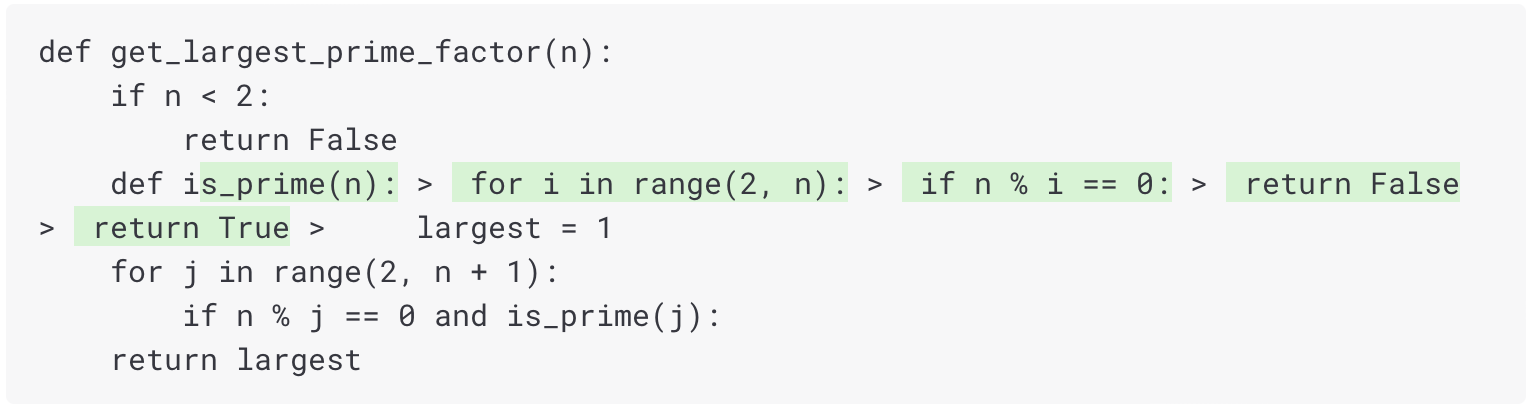 def get_largest_prime_factor(n):
    if n < 2:
        return False
    def is_prime(n): >  for i in range(2, n): >  if n % i == 0: >  return False
>  return True >     largest = 1
    for j in range(2, n + 1):
        if n % j == 0 and is_prime(j):
    return largest